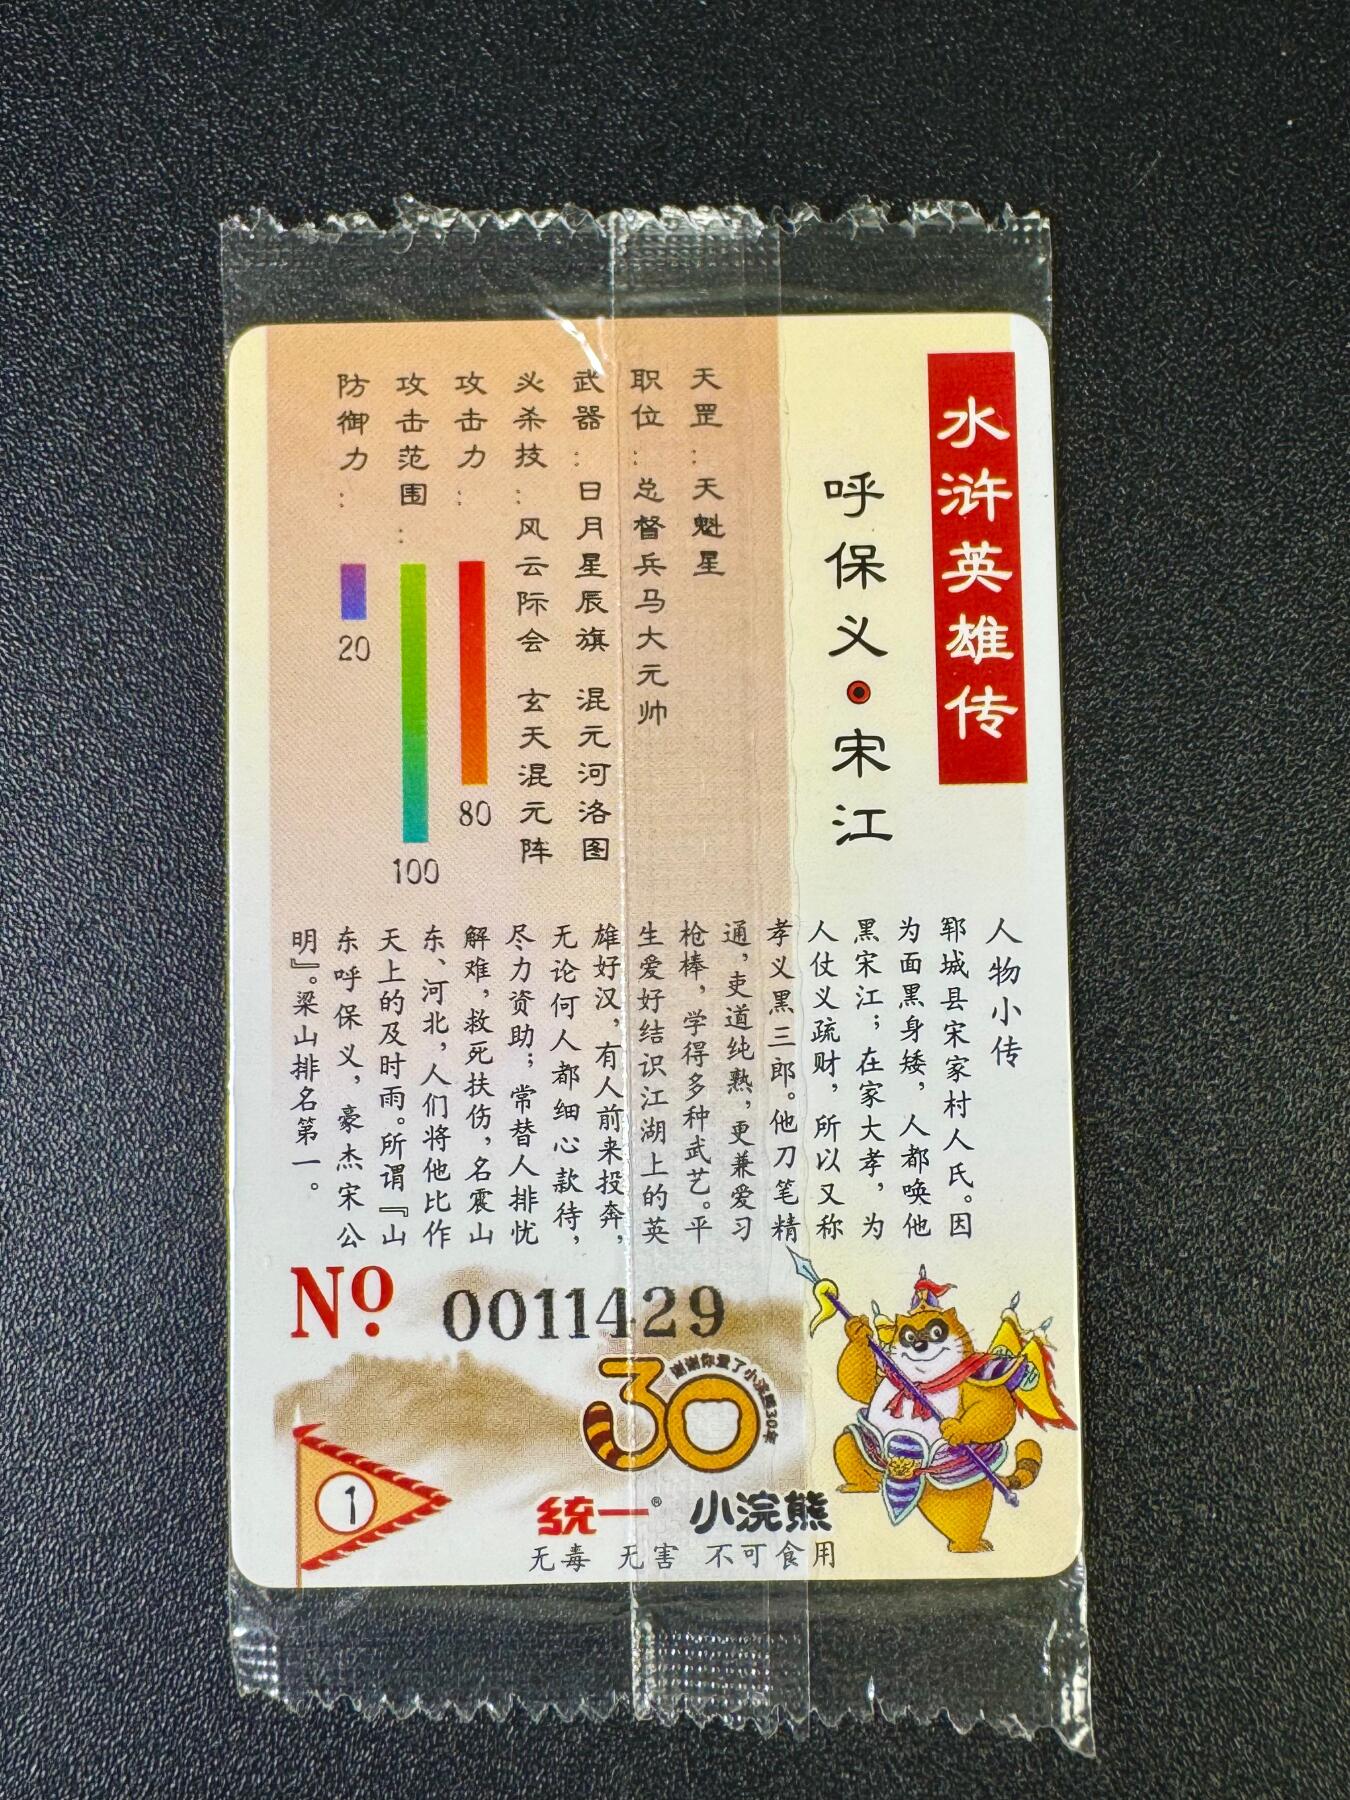 水浒英雄传
呼保义·宋江
天罡：天魁星
职位：总督兵马大元帅
武器：日月星辰旗 混元河洛图
必杀技：风云际会 玄天混元阵
攻击力：
80
攻击范围：
100
防御力：
20
人物小传
郓城县宋家村人氏。因
为面黑身矮，人都唤他
黑宋江；在家大孝，为
人仗义疏财，所以又称
孝义黑三郎。他刀笔精
通，吏道纯熟，更兼爱习
枪棒，学得多种武艺。平
生爱好结识江湖上的英
雄好汉，有人前来投奔，
无论何人都细心款待，
尽力资助；常替人排忧
解难，救死扶伤，名震山
东、河北，人们将他比作
天上的及时雨。所谓『山
东呼保义，豪杰宋公
明』。梁山排名第一。
No. 0011429
30
谢谢你爱了小浣熊30年
1
统一® 小浣熊
无毒 无害 不可食用